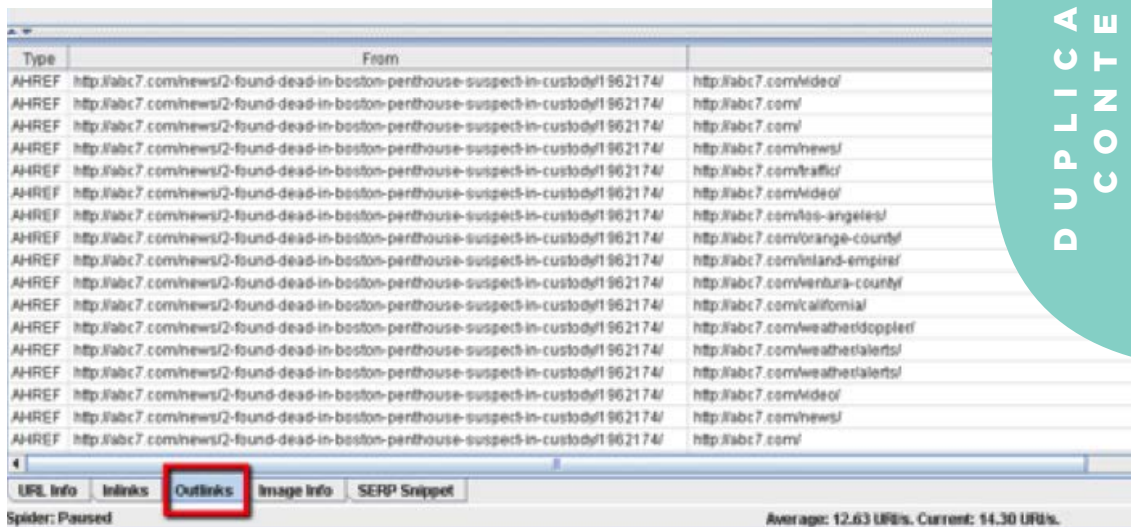 DUPLICA
CONTE
Type From
AHREF http://abc7.com/news/2-found-dead-in-boston-penthouse-suspect-in-custody/1962174/ http://abc7.com/video/
AHREF http://abc7.com/news/2-found-dead-in-boston-penthouse-suspect-in-custody/1962174/ http://abc7.com/
AHREF http://abc7.com/news/2-found-dead-in-boston-penthouse-suspect-in-custody/1962174/ http://abc7.com/
AHREF http://abc7.com/news/2-found-dead-in-boston-penthouse-suspect-in-custody/1962174/ http://abc7.com/news/
AHREF http://abc7.com/news/2-found-dead-in-boston-penthouse-suspect-in-custody/1962174/ http://abc7.com/traffic/
AHREF http://abc7.com/news/2-found-dead-in-boston-penthouse-suspect-in-custody/1962174/ http://abc7.com/video/
AHREF http://abc7.com/news/2-found-dead-in-boston-penthouse-suspect-in-custody/1962174/ http://abc7.com/los-angeles/
AHREF http://abc7.com/news/2-found-dead-in-boston-penthouse-suspect-in-custody/1962174/ http://abc7.com/orange-county/
AHREF http://abc7.com/news/2-found-dead-in-boston-penthouse-suspect-in-custody/1962174/ http://abc7.com/inland-empire/
AHREF http://abc7.com/news/2-found-dead-in-boston-penthouse-suspect-in-custody/1962174/ http://abc7.com/ventura-county/
AHREF http://abc7.com/news/2-found-dead-in-boston-penthouse-suspect-in-custody/1962174/ http://abc7.com/california/
AHREF http://abc7.com/news/2-found-dead-in-boston-penthouse-suspect-in-custody/1962174/ http://abc7.com/weather/doppler/
AHREF http://abc7.com/news/2-found-dead-in-boston-penthouse-suspect-in-custody/1962174/ http://abc7.com/weather/alerts/
AHREF http://abc7.com/news/2-found-dead-in-boston-penthouse-suspect-in-custody/1962174/ http://abc7.com/weather/alerts/
AHREF http://abc7.com/news/2-found-dead-in-boston-penthouse-suspect-in-custody/1962174/ http://abc7.com/video/
AHREF http://abc7.com/news/2-found-dead-in-boston-penthouse-suspect-in-custody/1962174/ http://abc7.com/news/
AHREF http://abc7.com/news/2-found-dead-in-boston-penthouse-suspect-in-custody/1962174/ http://abc7.com/
URL Info Inlinks Outlinks Image Info SERP Snippet
Spider: Paused Average: 12.63 URI/s. Current: 14.30 URI/s.